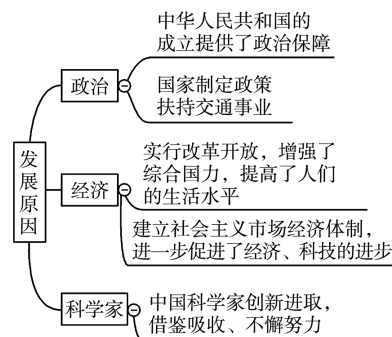 发展原因
政治
中华人民共和国的
成立提供了政治保障
国家制定政策
扶持交通事业
经济
实行改革开放，增强了
综合国力，提高了人们
的生活水平
建立社会主义市场经济体制，
进一步促进了经济、科技的进步
科学家
中国科学家创新进取，
借鉴吸收、不懈努力